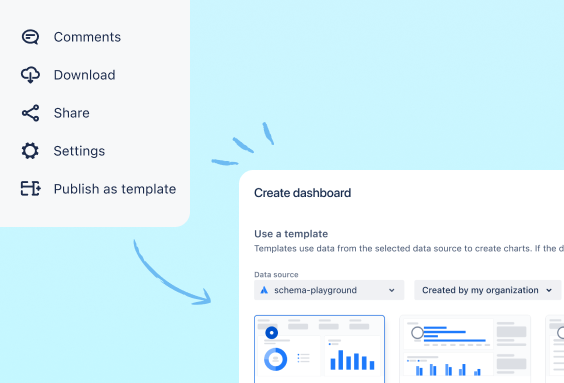 Comments
Download
Share
Settings
Publish as template
Create dashboard
Use a template
Templates use data from the selected data source to create charts. If the d
Data source
schema-playground
Created by my organization